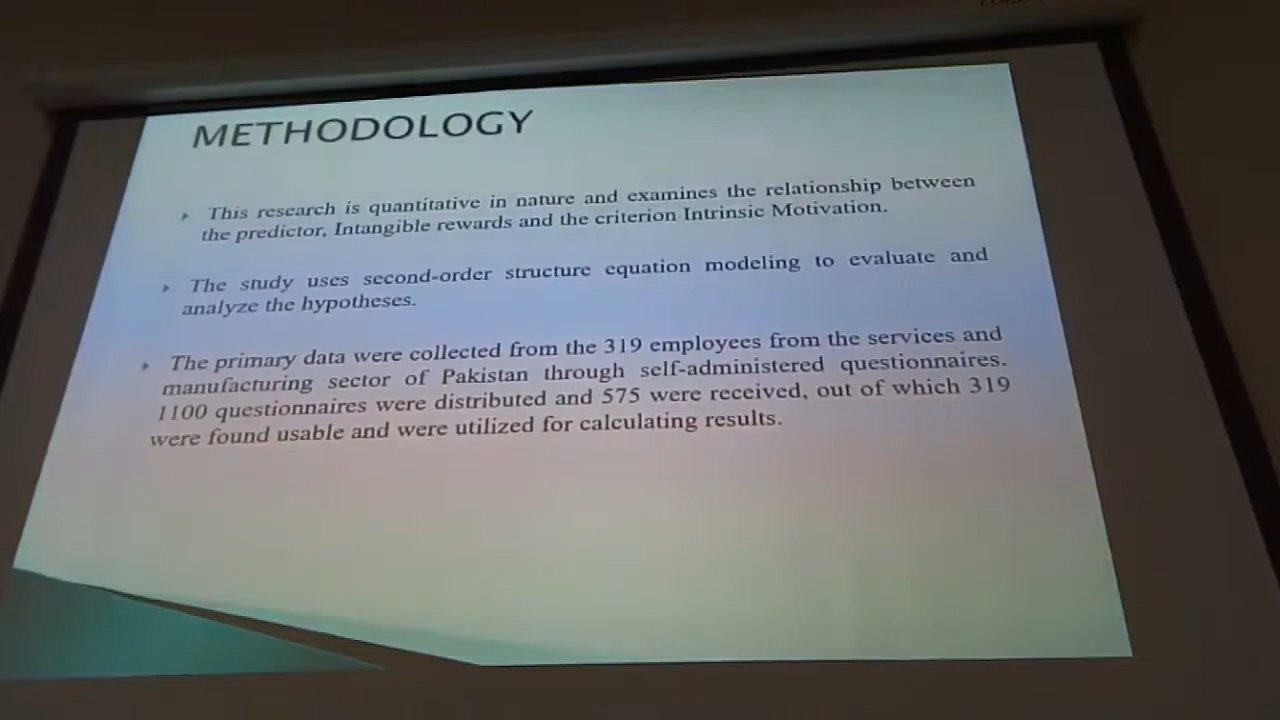 METHODOLOGY
This research is quantitative in nature and examines the relationship between
the predictor, Intangible rewards and the criterion Intrinsic Motivation.
The study uses second-order structure equation modeling to evaluate and
analyze the hypotheses.
The primary data were collected from the 319 employees from the services and
manufacturing sector of Pakistan through self-administered questionnaires.
1100 questionnaires were distributed and 575 were received, out of which 319
were found usable and were utilized for calculating results.